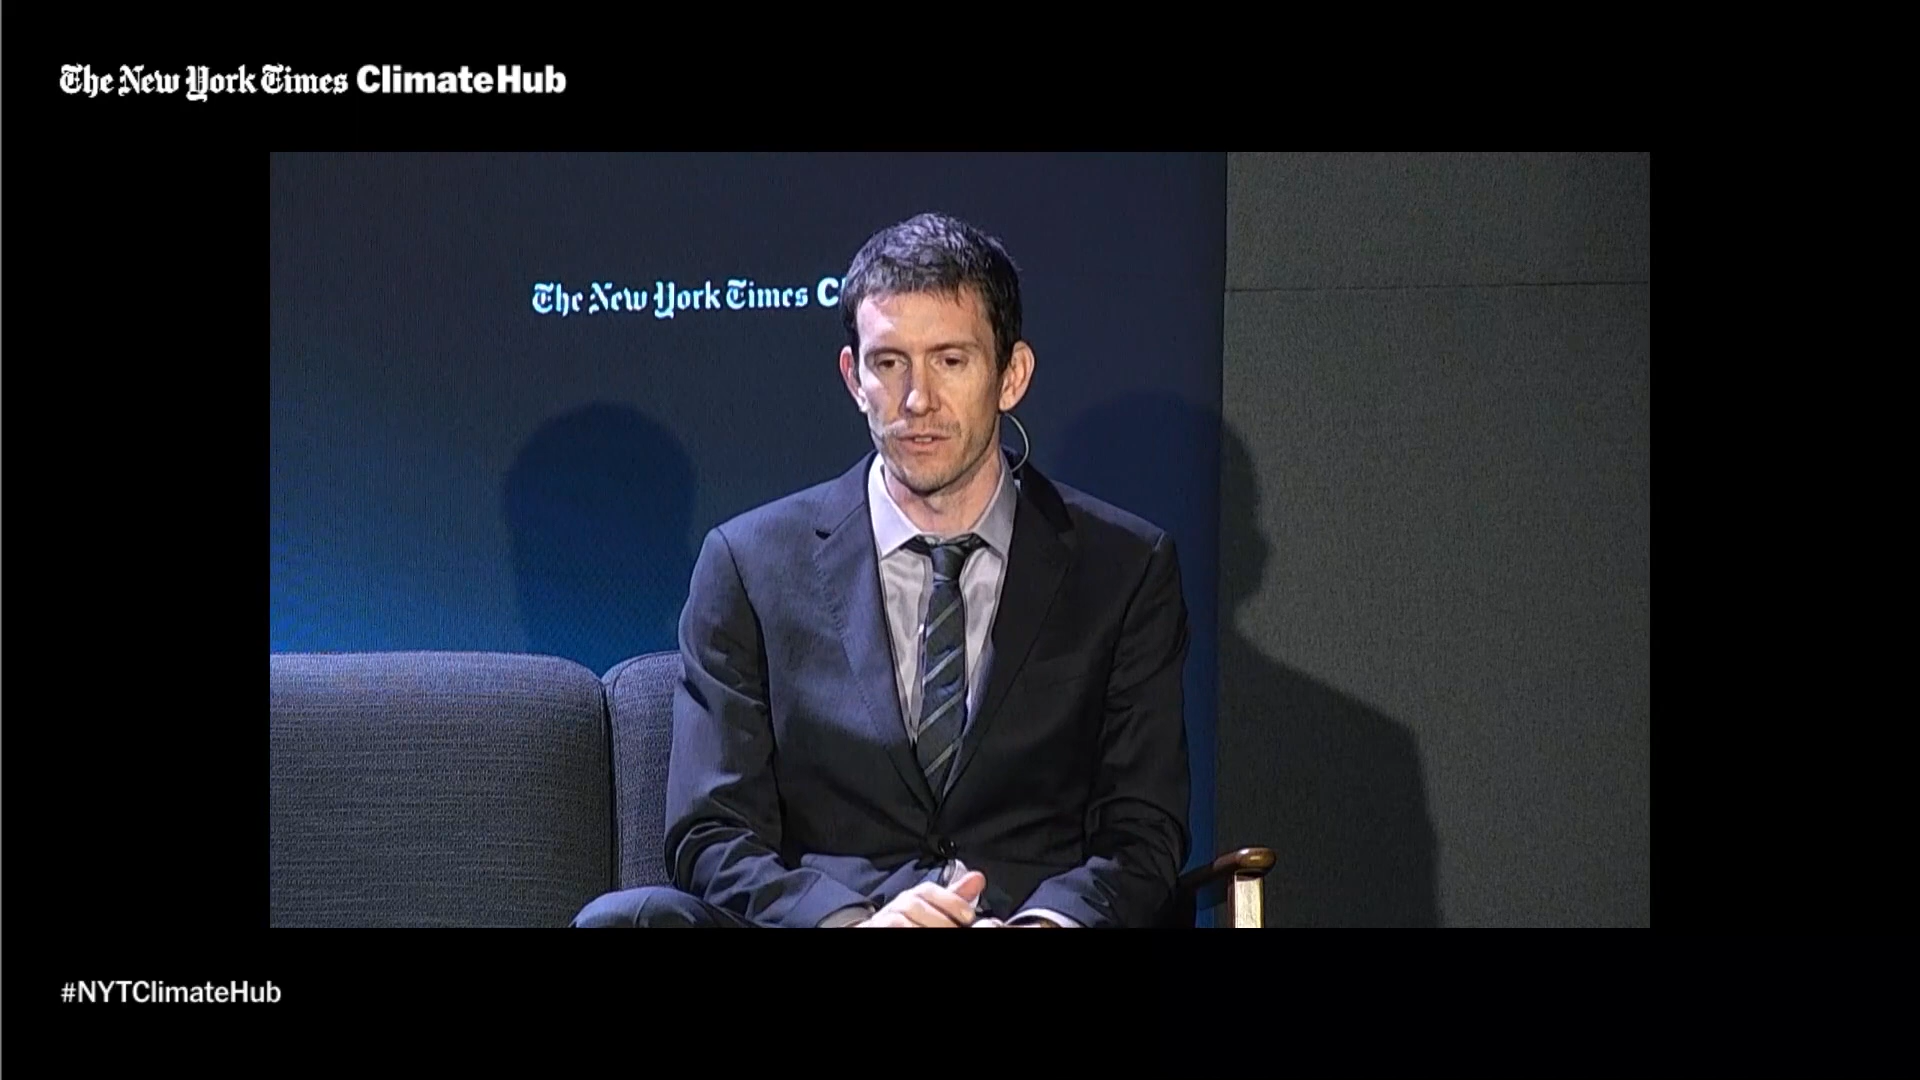 The New York Times Climate Hub
The New York Times C
#NYTClimateHub